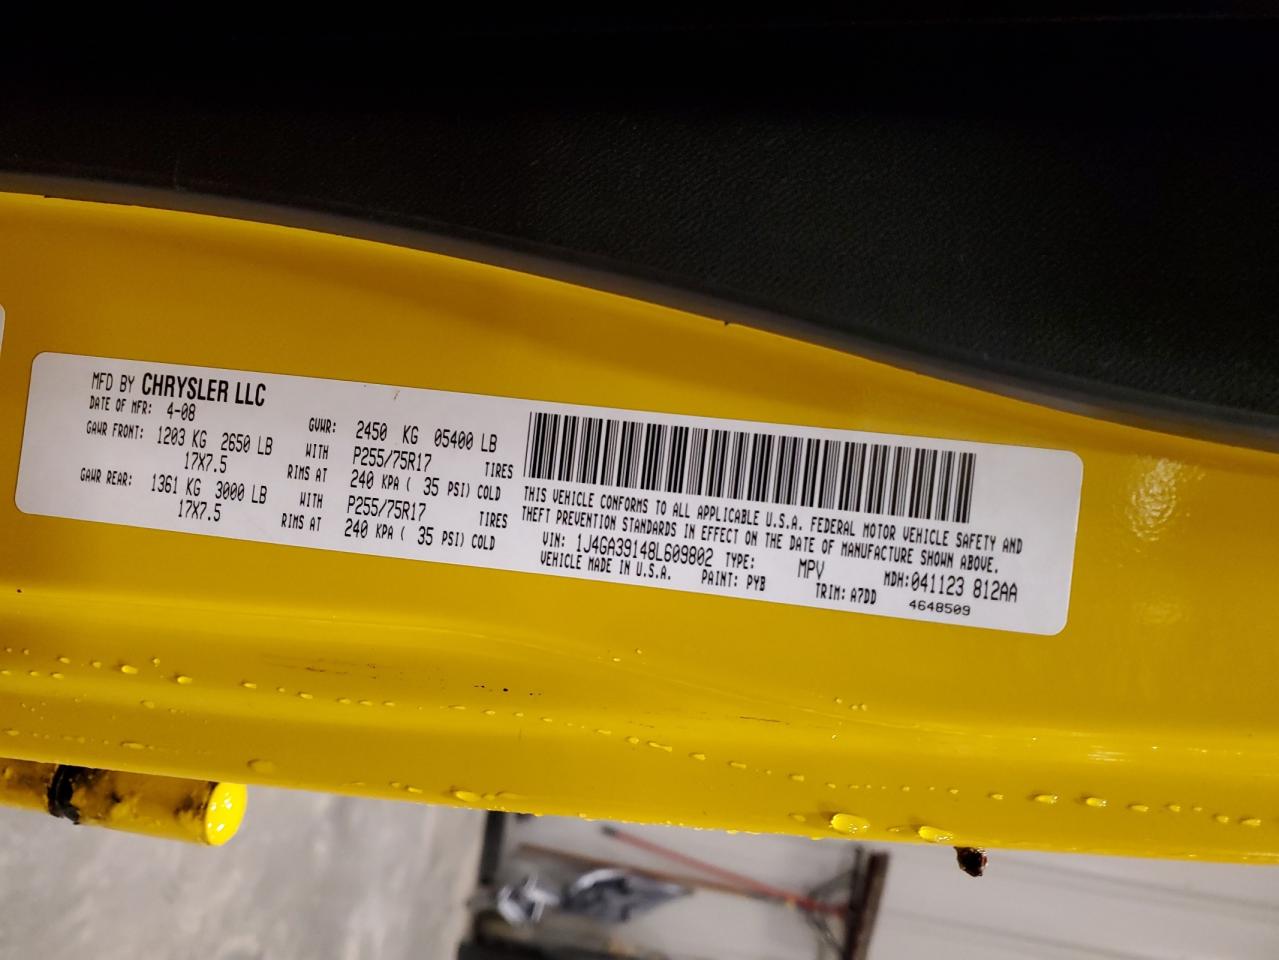 MFD BY CHRYSLER LLC
DATE OF MFR: 4-08 GVWR: 2450 KG 05400 LB
GAWR FRONT: 1203 KG 2650 LB WITH P255/75R17 TIRES
17X7.5 RIMS AT 240 KPA ( 35 PSI) COLD
GAWR REAR: 1361 KG 3000 LB WITH P255/75R17 TIRES
17X7.5 RIMS AT 240 KPA ( 35 PSI) COLD
THIS VEHICLE CONFORMS TO ALL APPLICABLE U.S.A. FEDERAL MOTOR VEHICLE SAFETY AND
THEFT PREVENTION STANDARDS IN EFFECT ON THE DATE OF MANUFACTURE SHOWN ABOVE.
VIN: 1J4GA39148L609802 TYPE: MPV MDH:041123 812AA
VEHICLE MADE IN U.S.A. PAINT: PYB TRIM: A7DD 4648509